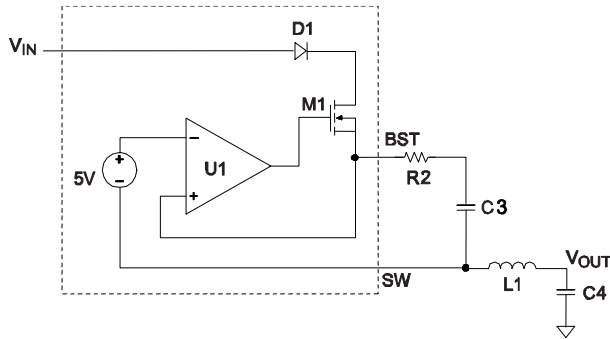 D1
VIN
M1
BST
−
U1
R2
+
−
5V
+
C3
VOUT
SW
L1
C4